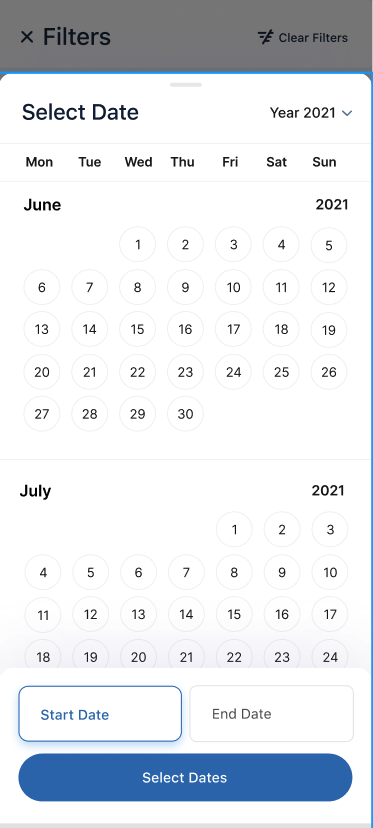 × Filters Clear Filters
Select Date Year 2021
Mon Tue Wed Thu Fri Sat Sun
June 2021
1 2 3 4 5
6 7 8 9 10 11 12
13 14 15 16 17 18 19
20 21 22 23 24 25 26
27 28 29 30
July 2021
1 2 3
4 5 6 7 8 9 10
11 12 13 14 15 16 17
18 19 20 21 22 23 24
Start Date End Date
Select Dates